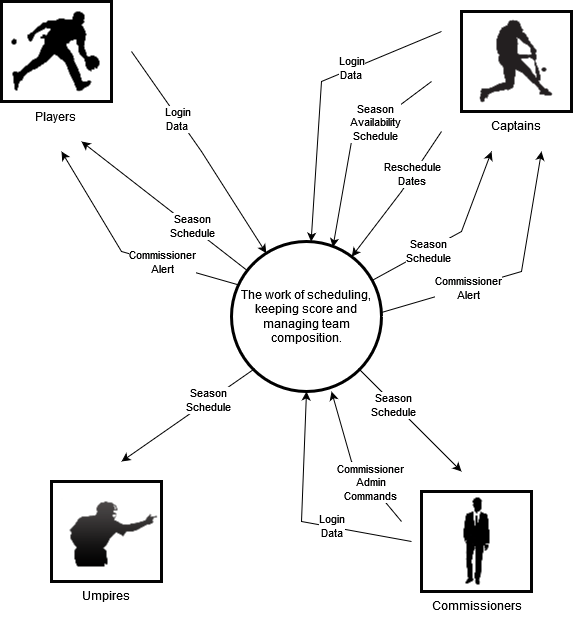 Players
Captains
Login
Data
Login
Data
Season
Availability
Schedule
Reschedule
Dates
Season
Schedule
Commissioner
Alert
Season
Schedule
Commissioner
Alert
The work of scheduling,
keeping score and
managing team
composition.
Season
Schedule
Season
Schedule
Commissioner
Admin
Commands
Login
Data
Umpires
Commissioners